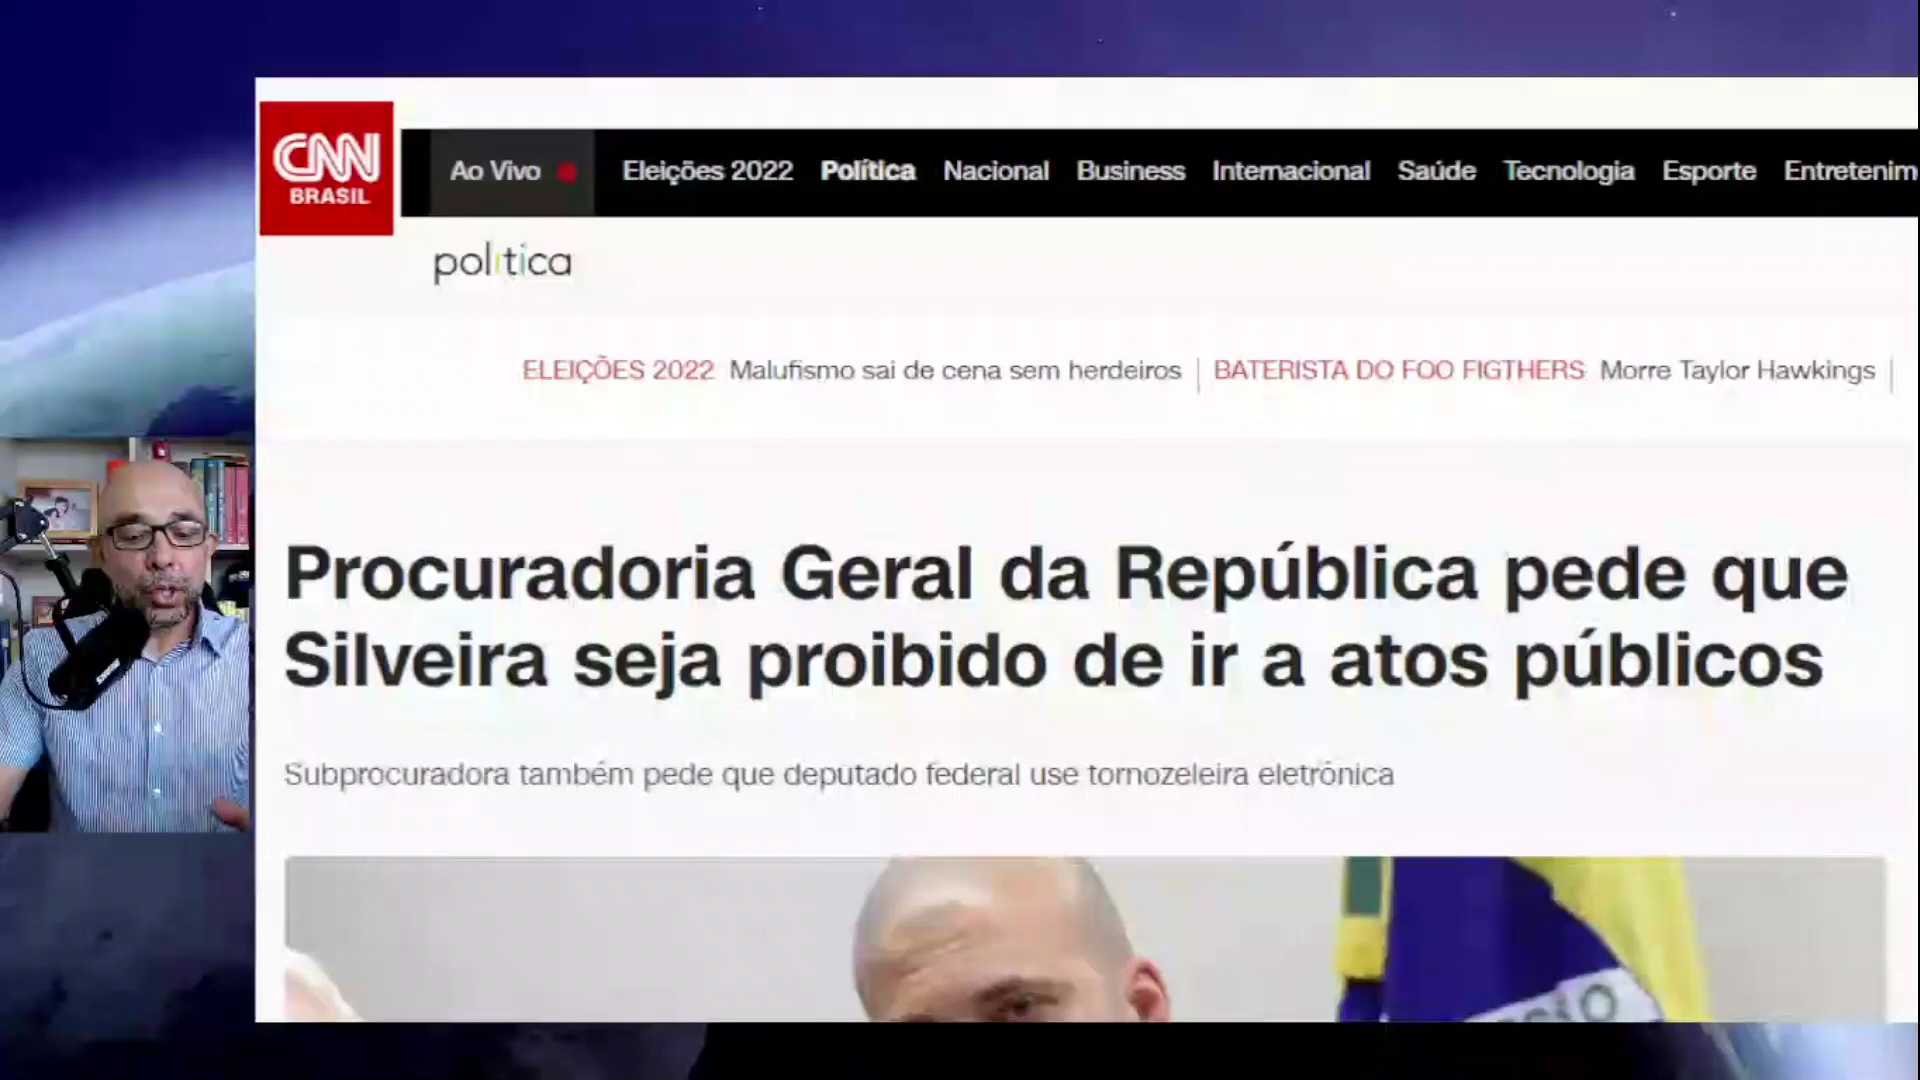 CNN
BRASIL
Ao Vivo Eleições 2022 Política Nacional Business Internacional Saúde Tecnologia Esporte Entretenim
política
ELEIÇÕES 2022 Malufismo sai de cena sem herdeiros BATERISTA DO FOO FIGTHERS Morre Taylor Hawkings
Procuradoria Geral da República pede que
Silveira seja proibido de ir a atos públicos
Subprocuradora também pede que deputado federal use tornozeleira eletrônica